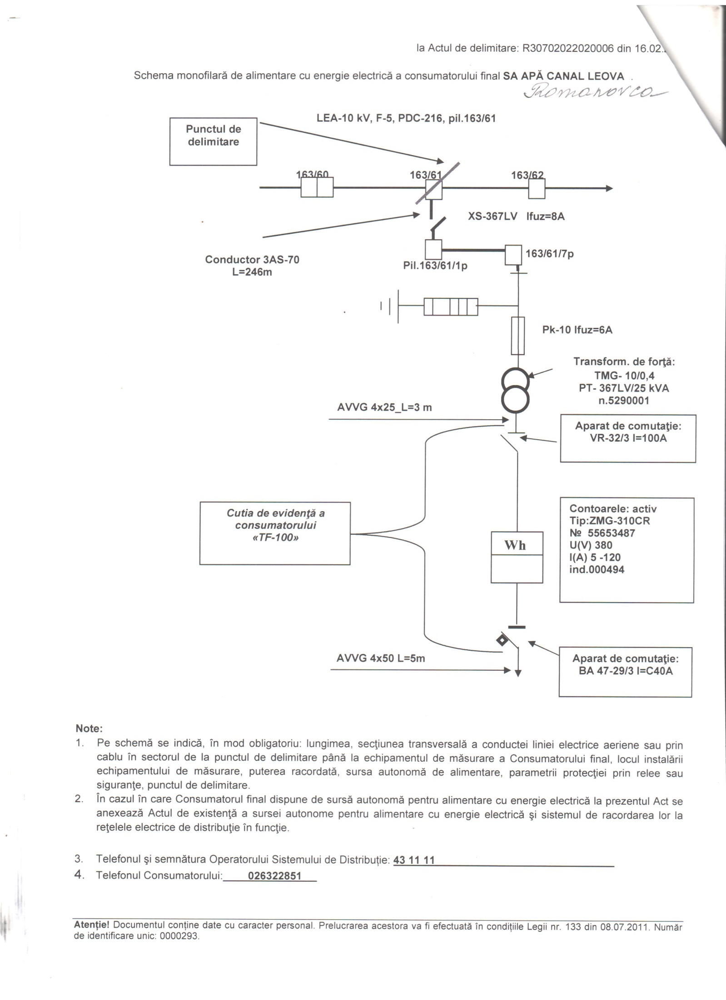 la Actul de delimitare: R30702022020006 din 16.02.
Schema monofilară de alimentare cu energie electrică a consumatorului final SA APĂ CANAL LEOVA .
Romanovca
LEA-10 kV, F-5, PDC-216, pil.163/61
Punctul de
delimitare
163/60
163/61
163/62
XS-367LV Ifuz=8A
Conductor 3AS-70
L=246m
Pil.163/61/1p
163/61/7p
Pk-10 Ifuz=6A
Transform. de forţă:
TMG- 10/0,4
PT- 367LV/25 kVA
n.5290001
AVVG 4x25_L=3 m
Aparat de comutaţie:
VR-32/3 I=100A
Cutia de evidenţă a
consumatorului
«TF-100»
Wh
Contoarele: activ
Tip:ZMG-310CR
№ 55653487
U(V) 380
I(A) 5 -120
ind.000494
AVVG 4x50 L=5m
Aparat de comutaţie:
BA 47-29/3 I=C40A
Note:
1. Pe schemă se indică, în mod obligatoriu: lungimea, secţiunea transversală a conductei liniei electrice aeriene sau prin
cablu în sectorul de la punctul de delimitare până la echipamentul de măsurare a Consumatorului final, locul instalării
echipamentului de măsurare, puterea racordată, sursa autonomă de alimentare, parametrii protecţiei prin relee sau
siguranţe, punctul de delimitare.
2. În cazul în care Consumatorul final dispune de sursă autonomă pentru alimentare cu energie electrică la prezentul Act se
anexează Actul de existenţă a sursei autonome pentru alimentare cu energie electrică şi sistemul de racordarea lor la
reţelele electrice de distribuţie în funcţie.
3. Telefonul şi semnătura Operatorului Sistemului de Distribuție: 43 11 11
4. Telefonul Consumatorului: 026322851
Atenție! Documentul conține date cu caracter personal. Prelucrarea acestora va fi efectuată în condițiile Legii nr. 133 din 08.07.2011. Număr
de identificare unic: 0000293.